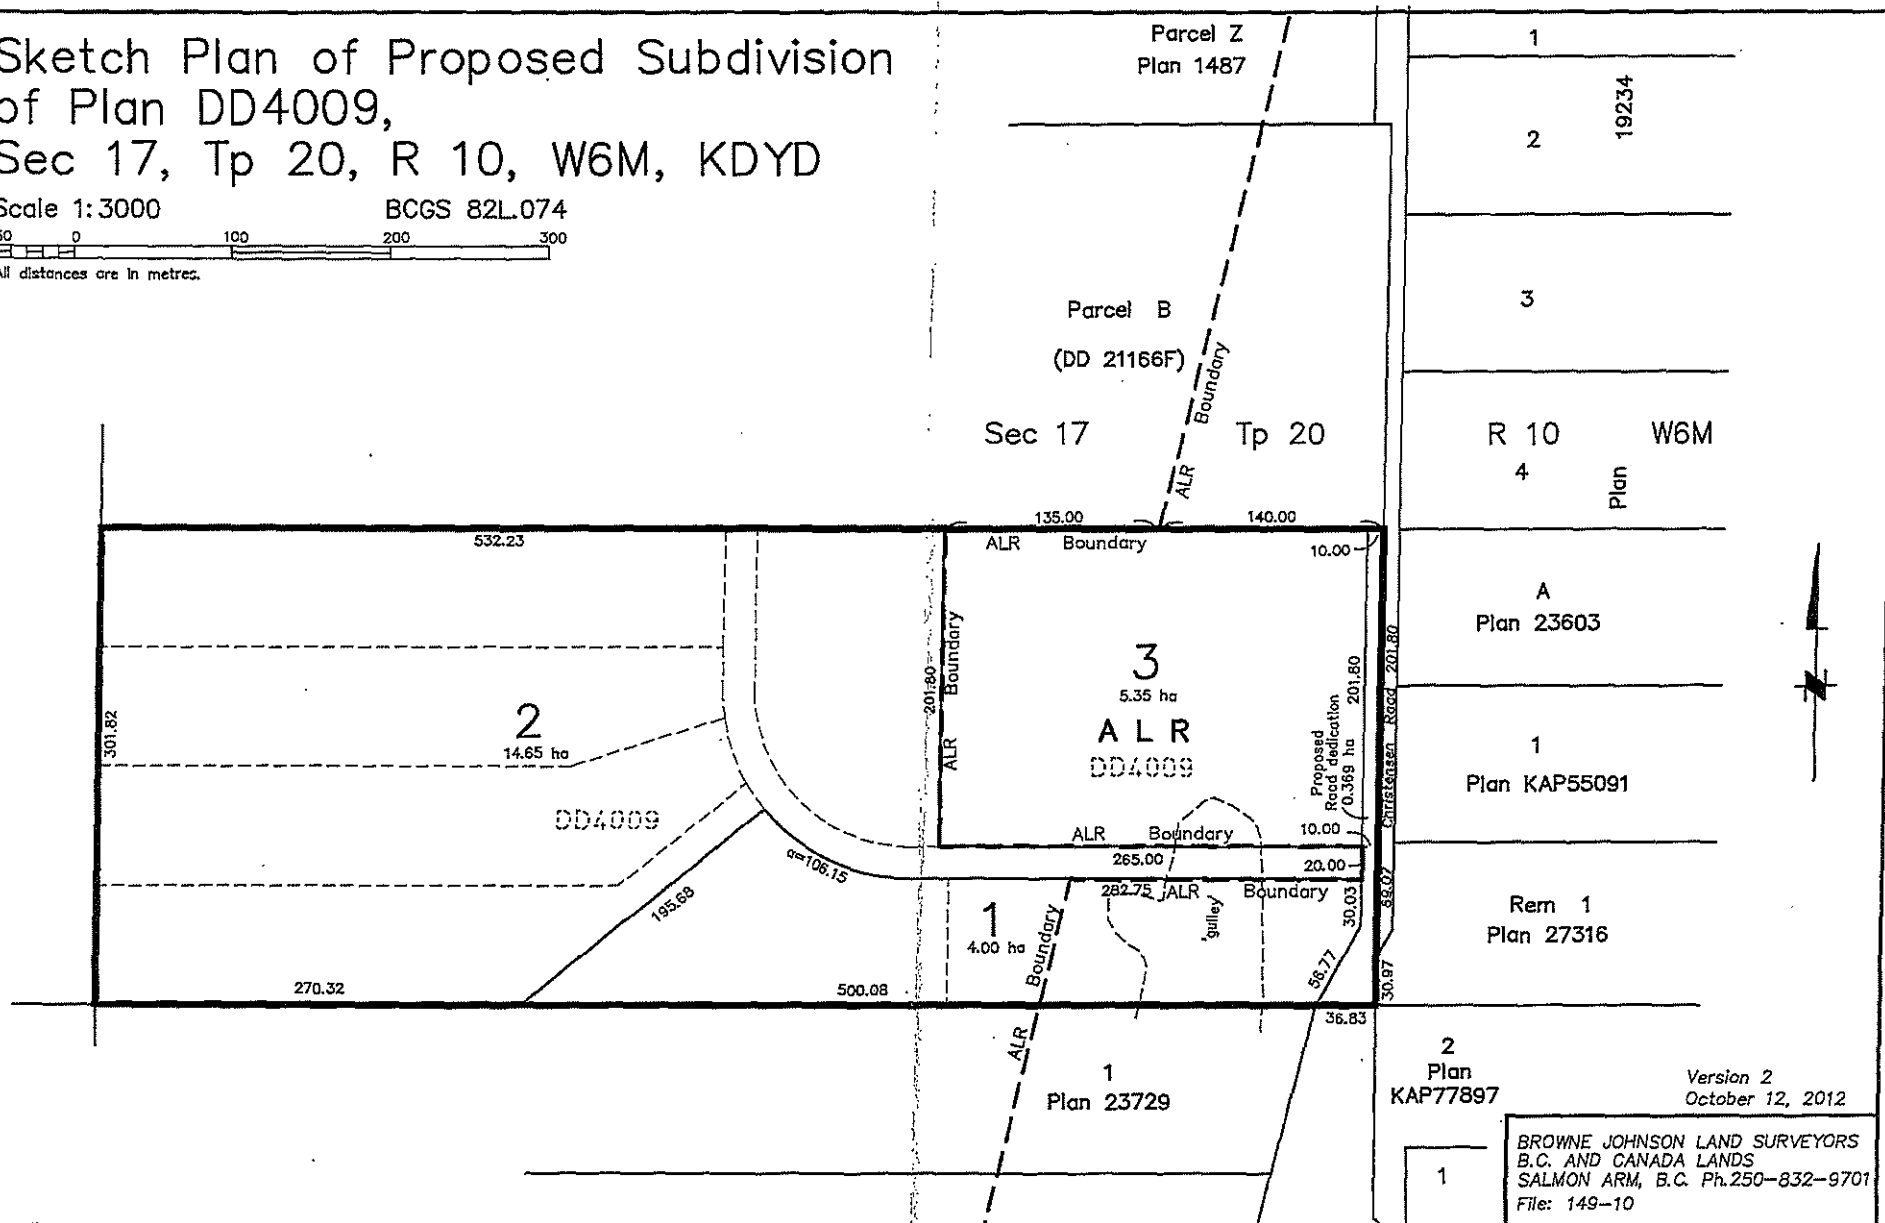 Sketch Plan of Proposed Subdivision
of Plan DD4009,
Sec 17, Tp 20, R 10, W6M, KDYD
Scale 1:3000 BCGS 82L.074
50 0 100 200 300
All distances are in metres.
Parcel Z
Plan 1487
1
2
19234
3
Parcel B
(DD 21166F)
ALR Boundary
Sec 17 Tp 20 R 10 W6M
4
Plan
532.23
135.00
140.00
ALR Boundary
10.00
A
Plan 23603
301.82
2
14.65 ha
DD4009
201.80
ALR Boundary
3
5.35 ha
ALR
DD4009
Proposed
Road dedication
0.369 ha
201.80
Christensen Road 201.80
1
Plan KAP55091
ALR Boundary
10.00
265.00
20.00
282.75 ALR Boundary
a=106.15
195.68
1
4.00 ha
ALR Boundary
gulley
30.03
89.07
56.77
30.97
Rem 1
Plan 27316
270.32
500.08
36.83
1
Plan 23729
2
Plan
KAP77897
1
Version 2
October 12, 2012
BROWNE JOHNSON LAND SURVEYORS
B.C. AND CANADA LANDS
SALMON ARM, B.C. Ph.250-832-9701
File: 149-10